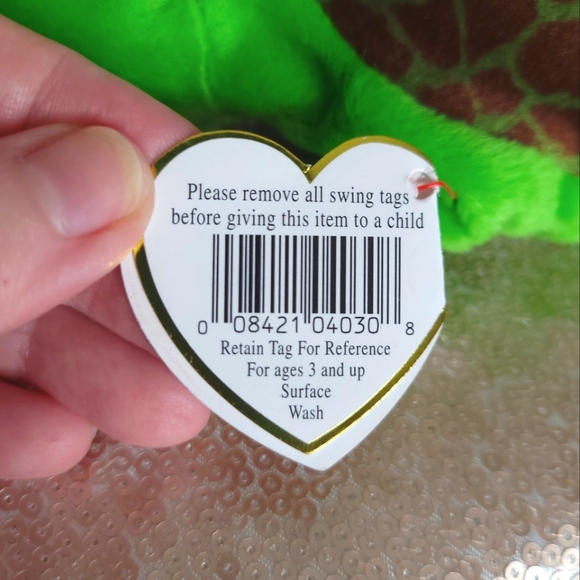 Please remove all swing tags
before giving this item to a child
0 08421 04030 8
Retain Tag For Reference
For ages 3 and up
Surface
Wash